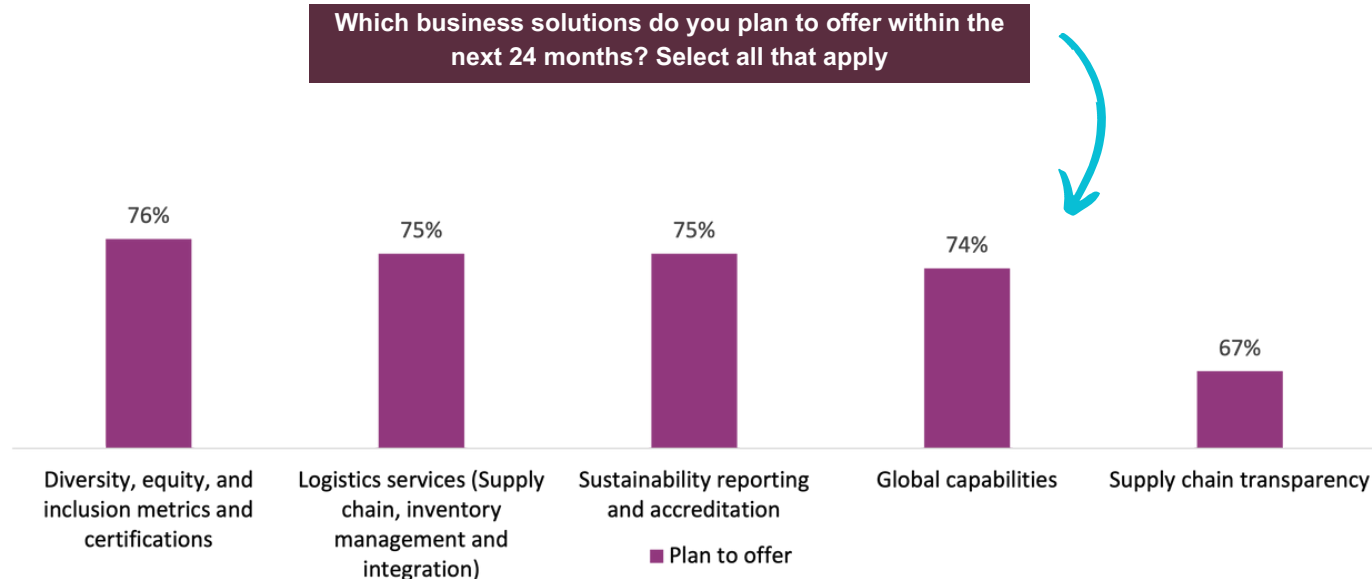 Which business solutions do you plan to offer within the
next 24 months? Select all that apply
76%
75%
75%
74%
67%
Diversity, equity, and
inclusion metrics and
certifications
Logistics services (Supply
chain, inventory
management and
integration)
Sustainability reporting
and accreditation
Global capabilities
Supply chain transparency
Plan to offer